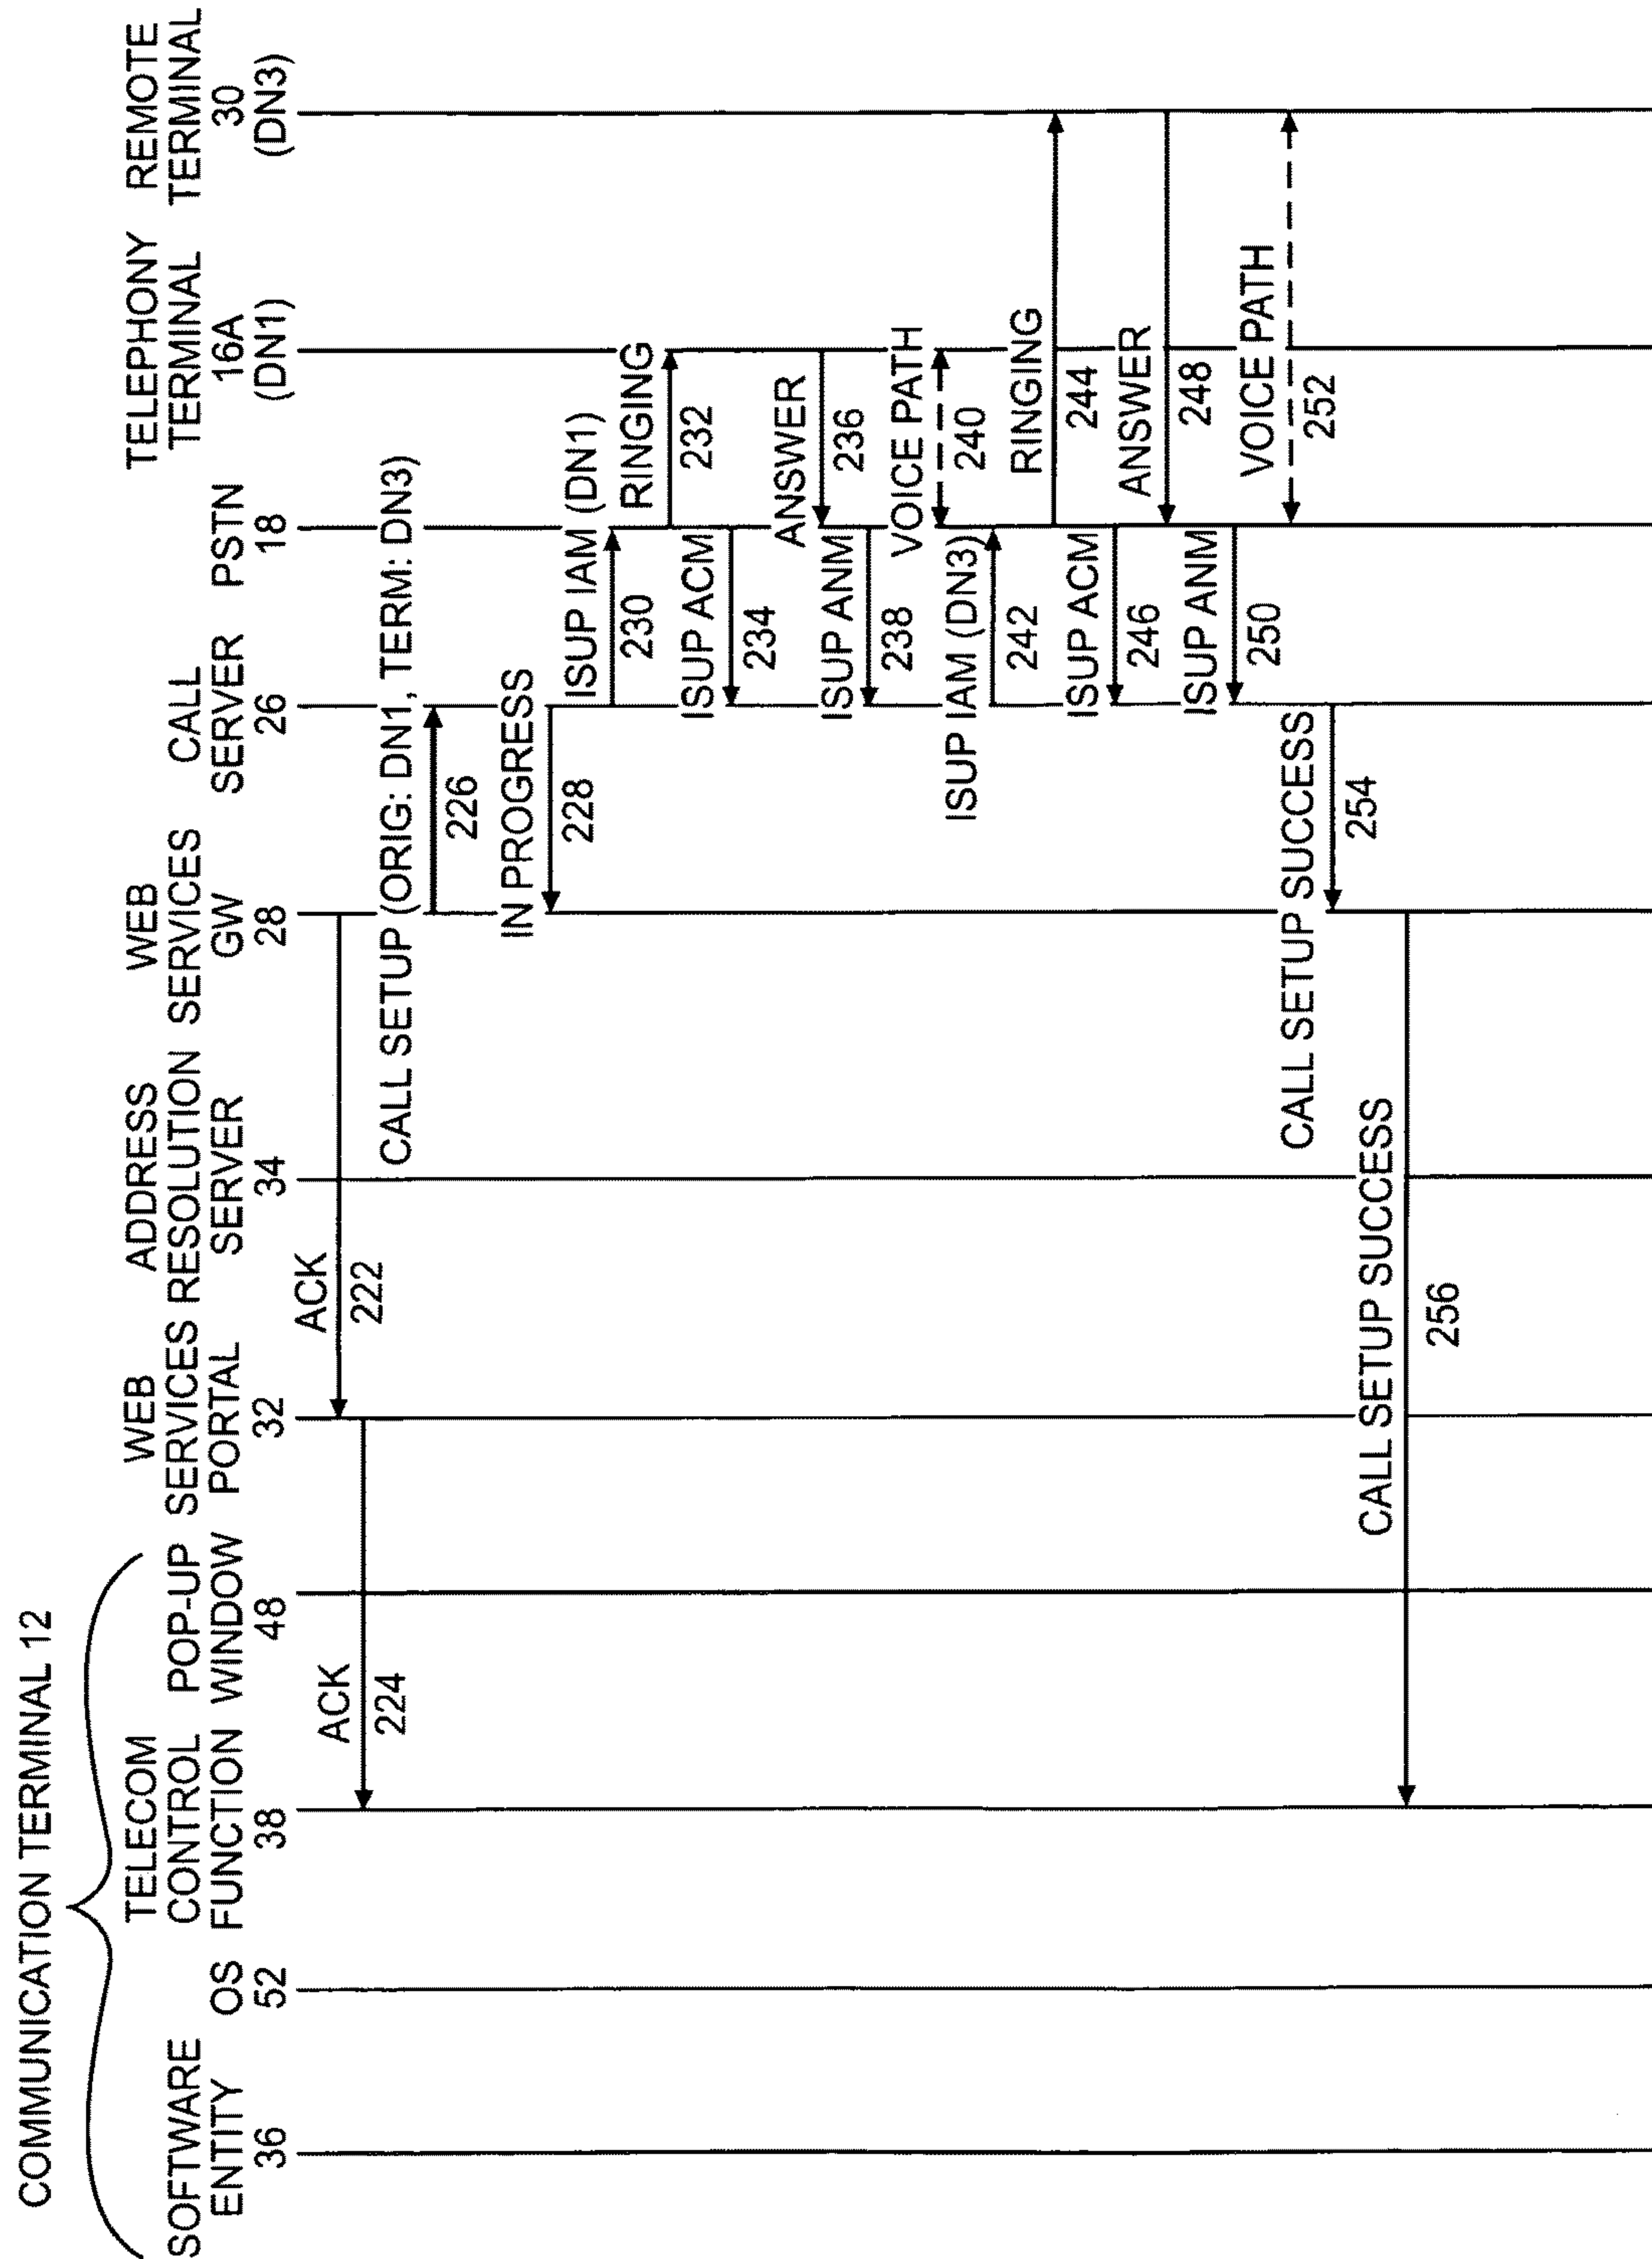 COMMUNICATION TERMINAL 12
SOFTWARE
ENTITY
36
OS
52
TELECOM
CONTROL
FUNCTION
38
POP-UP
WINDOW
48
WEB
SERVICES
PORTAL
32
ADDRESS
RESOLUTION
SERVER
34
WEB
SERVICES
GW
28
CALL
SERVER
26
PSTN
18
TELEPHONY
TERMINAL
16A
(DN1)
REMOTE
TERMINAL
30
(DN3)
ACK
222
ACK
224
CALL SETUP (ORIG: DN1, TERM: DN3)
226
IN PROGRESS
228
ISUP IAM (DN1)
230
RINGING
232
ISUP ACM
234
ANSWER
236
ISUP ANM
238
VOICE PATH
240
ISUP IAM (DN3)
242
RINGING
244
ISUP ACM
246
ANSWER
248
ISUP ANM
250
VOICE PATH
252
CALL SETUP SUCCESS
254
CALL SETUP SUCCESS
256